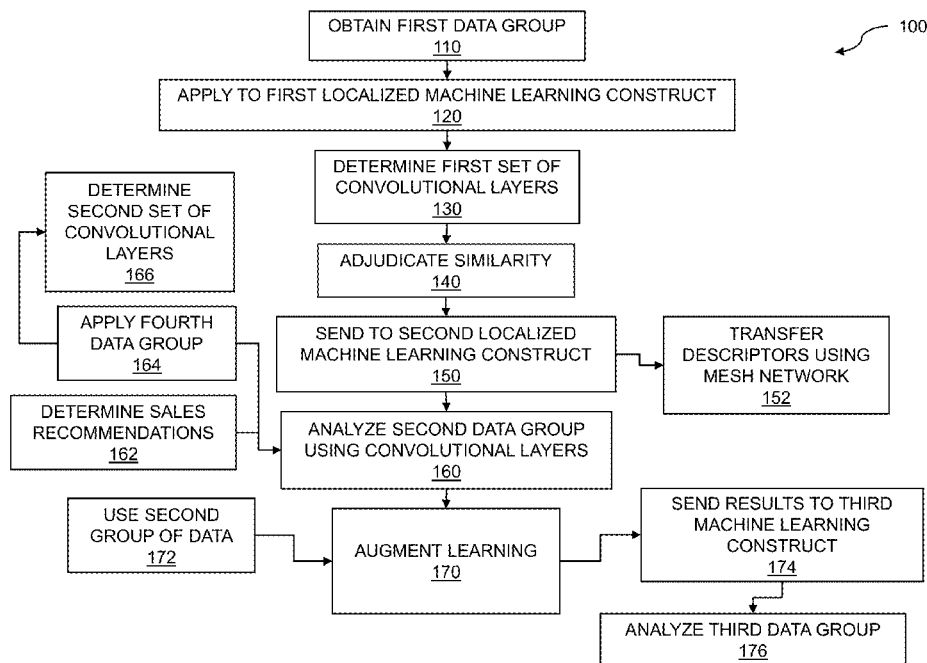 OBTAIN FIRST DATA GROUP
110
100
APPLY TO FIRST LOCALIZED MACHINE LEARNING CONSTRUCT
120
DETERMINE FIRST SET OF
CONVOLUTIONAL LAYERS
130
DETERMINE
SECOND SET OF
CONVOLUTIONAL
LAYERS
166
ADJUDICATE SIMILARITY
140
APPLY FOURTH
DATA GROUP
164
SEND TO SECOND LOCALIZED
MACHINE LEARNING CONSTRUCT
150
TRANSFER
DESCRIPTORS USING
MESH NETWORK
152
DETERMINE SALES
RECOMMENDATIONS
162
ANALYZE SECOND DATA GROUP
USING CONVOLUTIONAL LAYERS
160
USE SECOND
GROUP OF DATA
172
AUGMENT LEARNING
170
SEND RESULTS TO THIRD
MACHINE LEARNING
CONSTRUCT
174
ANALYZE THIRD DATA GROUP
176